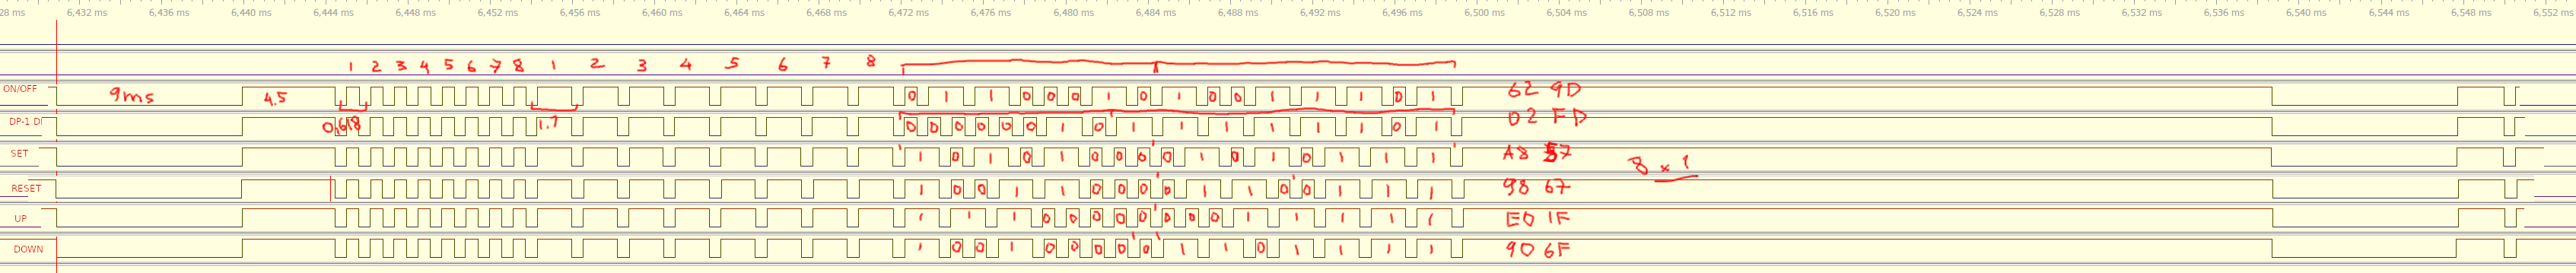 28 ms 6,432 ms 6,436 ms 6,440 ms 6,444 ms 6,448 ms 6,452 ms 6,456 ms 6,460 ms 6,464 ms 6,468 ms 6,472 ms 6,476 ms 6,480 ms 6,484 ms 6,488 ms 6,492 ms 6,496 ms 6,500 ms 6,504 ms 6,508 ms 6,512 ms 6,516 ms 6,520 ms 6,524 ms 6,528 ms 6,532 ms 6,536 ms 6,540 ms 6,544 ms 6,548 ms 6,552 ms
1 2 3 4 5 6 7 8 1 2 3 4 5 6 7 8
ON/OFF 9ms 4.5 0 1 1 0 0 0 1 0 1 0 0 1 1 1 0 1 62 9D
DP-1 D 0,618 1.7 0 0 0 0 0 0 1 0 1 1 1 1 1 1 0 1 02 FD
SET 1 0 1 0 1 0 0 0 0 1 0 1 0 1 1 1 A8 57
8 x 1
RESET 1 0 0 1 1 0 0 0 0 1 1 0 0 1 1 1 98 67
UP 1 1 1 0 0 0 0 0 0 0 0 1 1 1 1 1 E0 1F
DOWN 1 0 0 1 0 0 0 0 0 1 1 0 1 1 1 1 90 6F